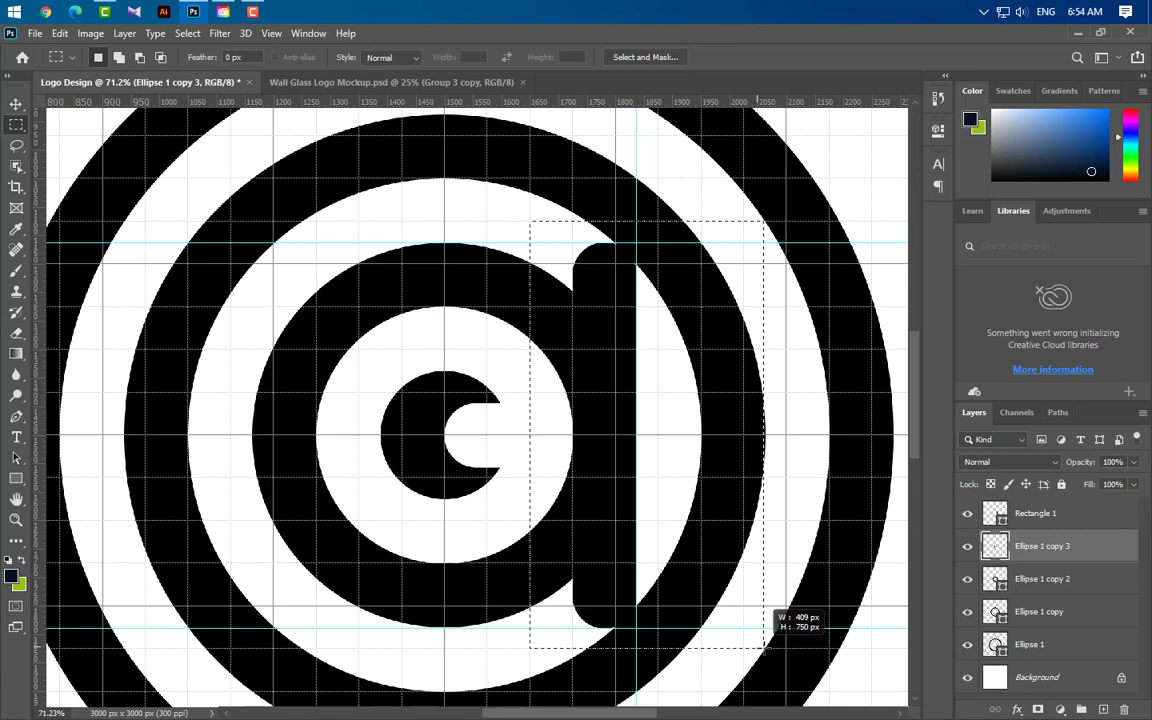 ENG 6:54 AM
File Edit Image Layer Type Select Filter 3D View Window Help
Feather: 0 px Anti-alias Style: Normal Width: Height: Select and Mask...
Logo Design @ 71.2% (Ellipse 1 copy 3, RGB/8) * × Wall Glass Logo Mockup.psd @ 25% (Group 3 copy, RGB/8) ×
800 850 900 950 1000 1050 1100 1150 1200 1250 1300 1350 1400 1450 1500 1550 1600 1650 1700 1750 1800 1850 1900 1950 2000 2050 2100 2150 2200 2250
Color Swatches Gradients Patterns
Learn Libraries Adjustments
Search all libraries
Something went wrong initializing
Creative Cloud libraries
More information
Layers Channels Paths
Kind
Normal Opacity: 100%
Lock: Fill: 100%
Rectangle 1
Ellipse 1 copy 3
Ellipse 1 copy 2
Ellipse 1 copy
Ellipse 1
Background
W: 409 px
H: 750 px
71.23% 3000 px x 3000 px (300 ppi)